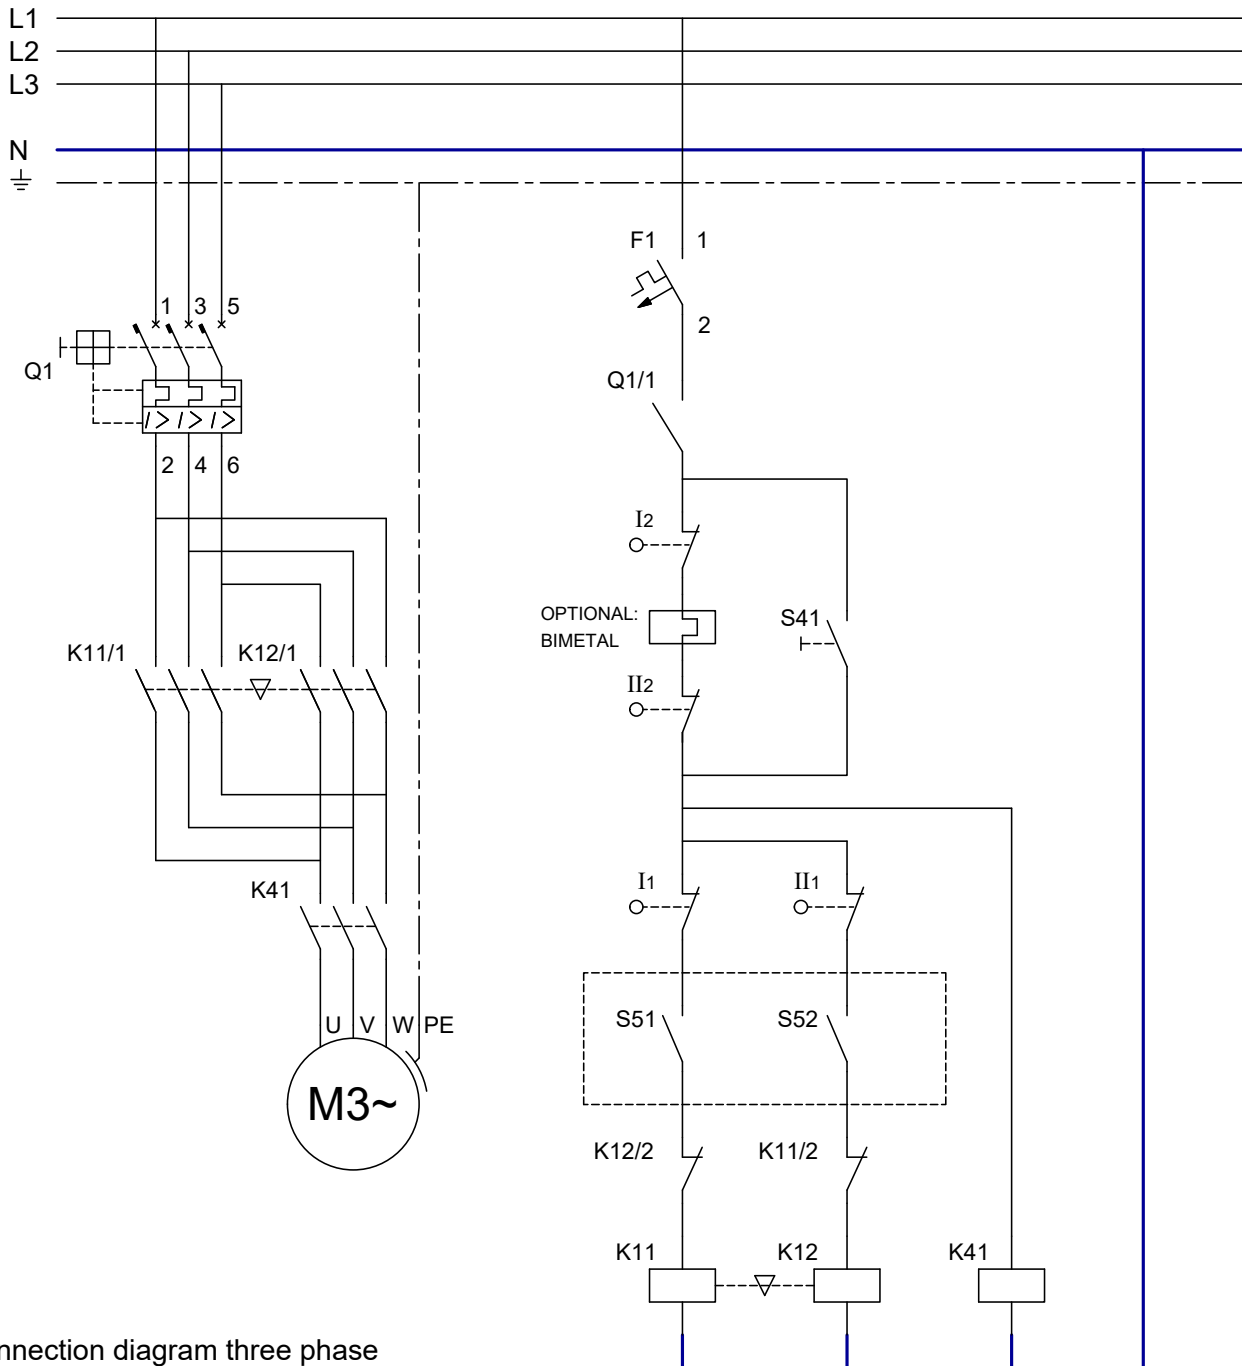 L1
L2
L3
N
F1 1
1 3 5
2
Q1
Q1/1
2 4 6
I2
OPTIONAL:
BIMETAL
S41
K11/1 K12/1
II2
K41
I1 II1
U V W PE
S51 S52
M3~
K12/2 K11/2
K11 K12 K41
nnection diagram three phase